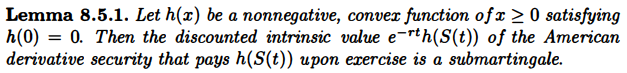 Lemma 8.5.1. Let h(x) be a nonnegative, convex function of x ≥ 0 satisfying
h(0) = 0. Then the discounted intrinsic value e^{-rt}h(S(t)) of the American
derivative security that pays h(S(t)) upon exercise is a submartingale.